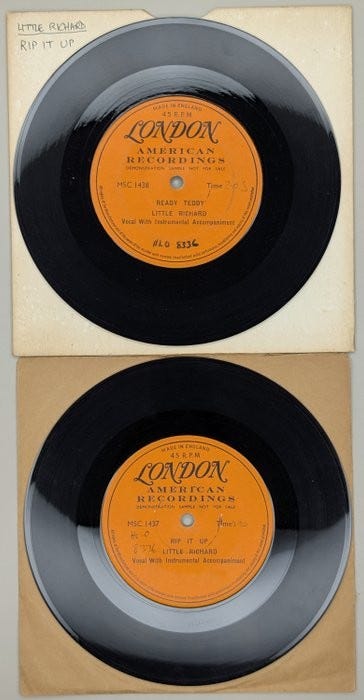 LITTLE RICHARD
RIP IT UP
MADE IN ENGLAND
45 R.P.M
LONDON
AMERICAN
RECORDINGS
DEMONSTRATION SAMPLE NOT FOR SALE
MSC.1438 Time
READY TEDDY
LITTLE RICHARD
Vocal With Instrumental Accompaniment
HLO 8336
MADE IN ENGLAND
45 R.P.M
LONDON
AMERICAN
RECORDINGS
DEMONSTRATION SAMPLE NOT FOR SALE
MSC.1437 Time
RIP IT UP
8336 LITTLE RICHARD
Vocal With Instrumental Accompaniment